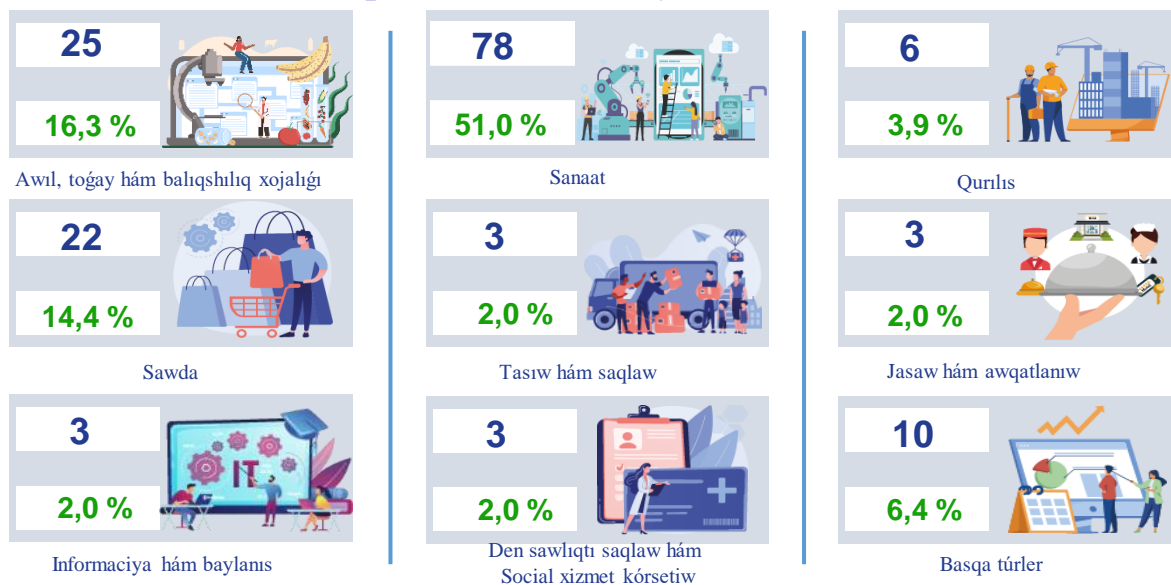 25
16,3 %
Awıl, toǵay hám balıqshılıq xojalıǵı
78
51,0 %
Sanaat
6
3,9 %
Qurılıs
22
14,4 %
Sawda
3
2,0 %
Tasıw hám saqlaw
3
2,0 %
Jasaw hám awqatlanıw
3
2,0 %
IT
Informaciya hám baylanıs
3
2,0 %
Den sawlıqtı saqlaw hám
Social xizmet kórsetiw
10
6,4 %
Basqa túrler